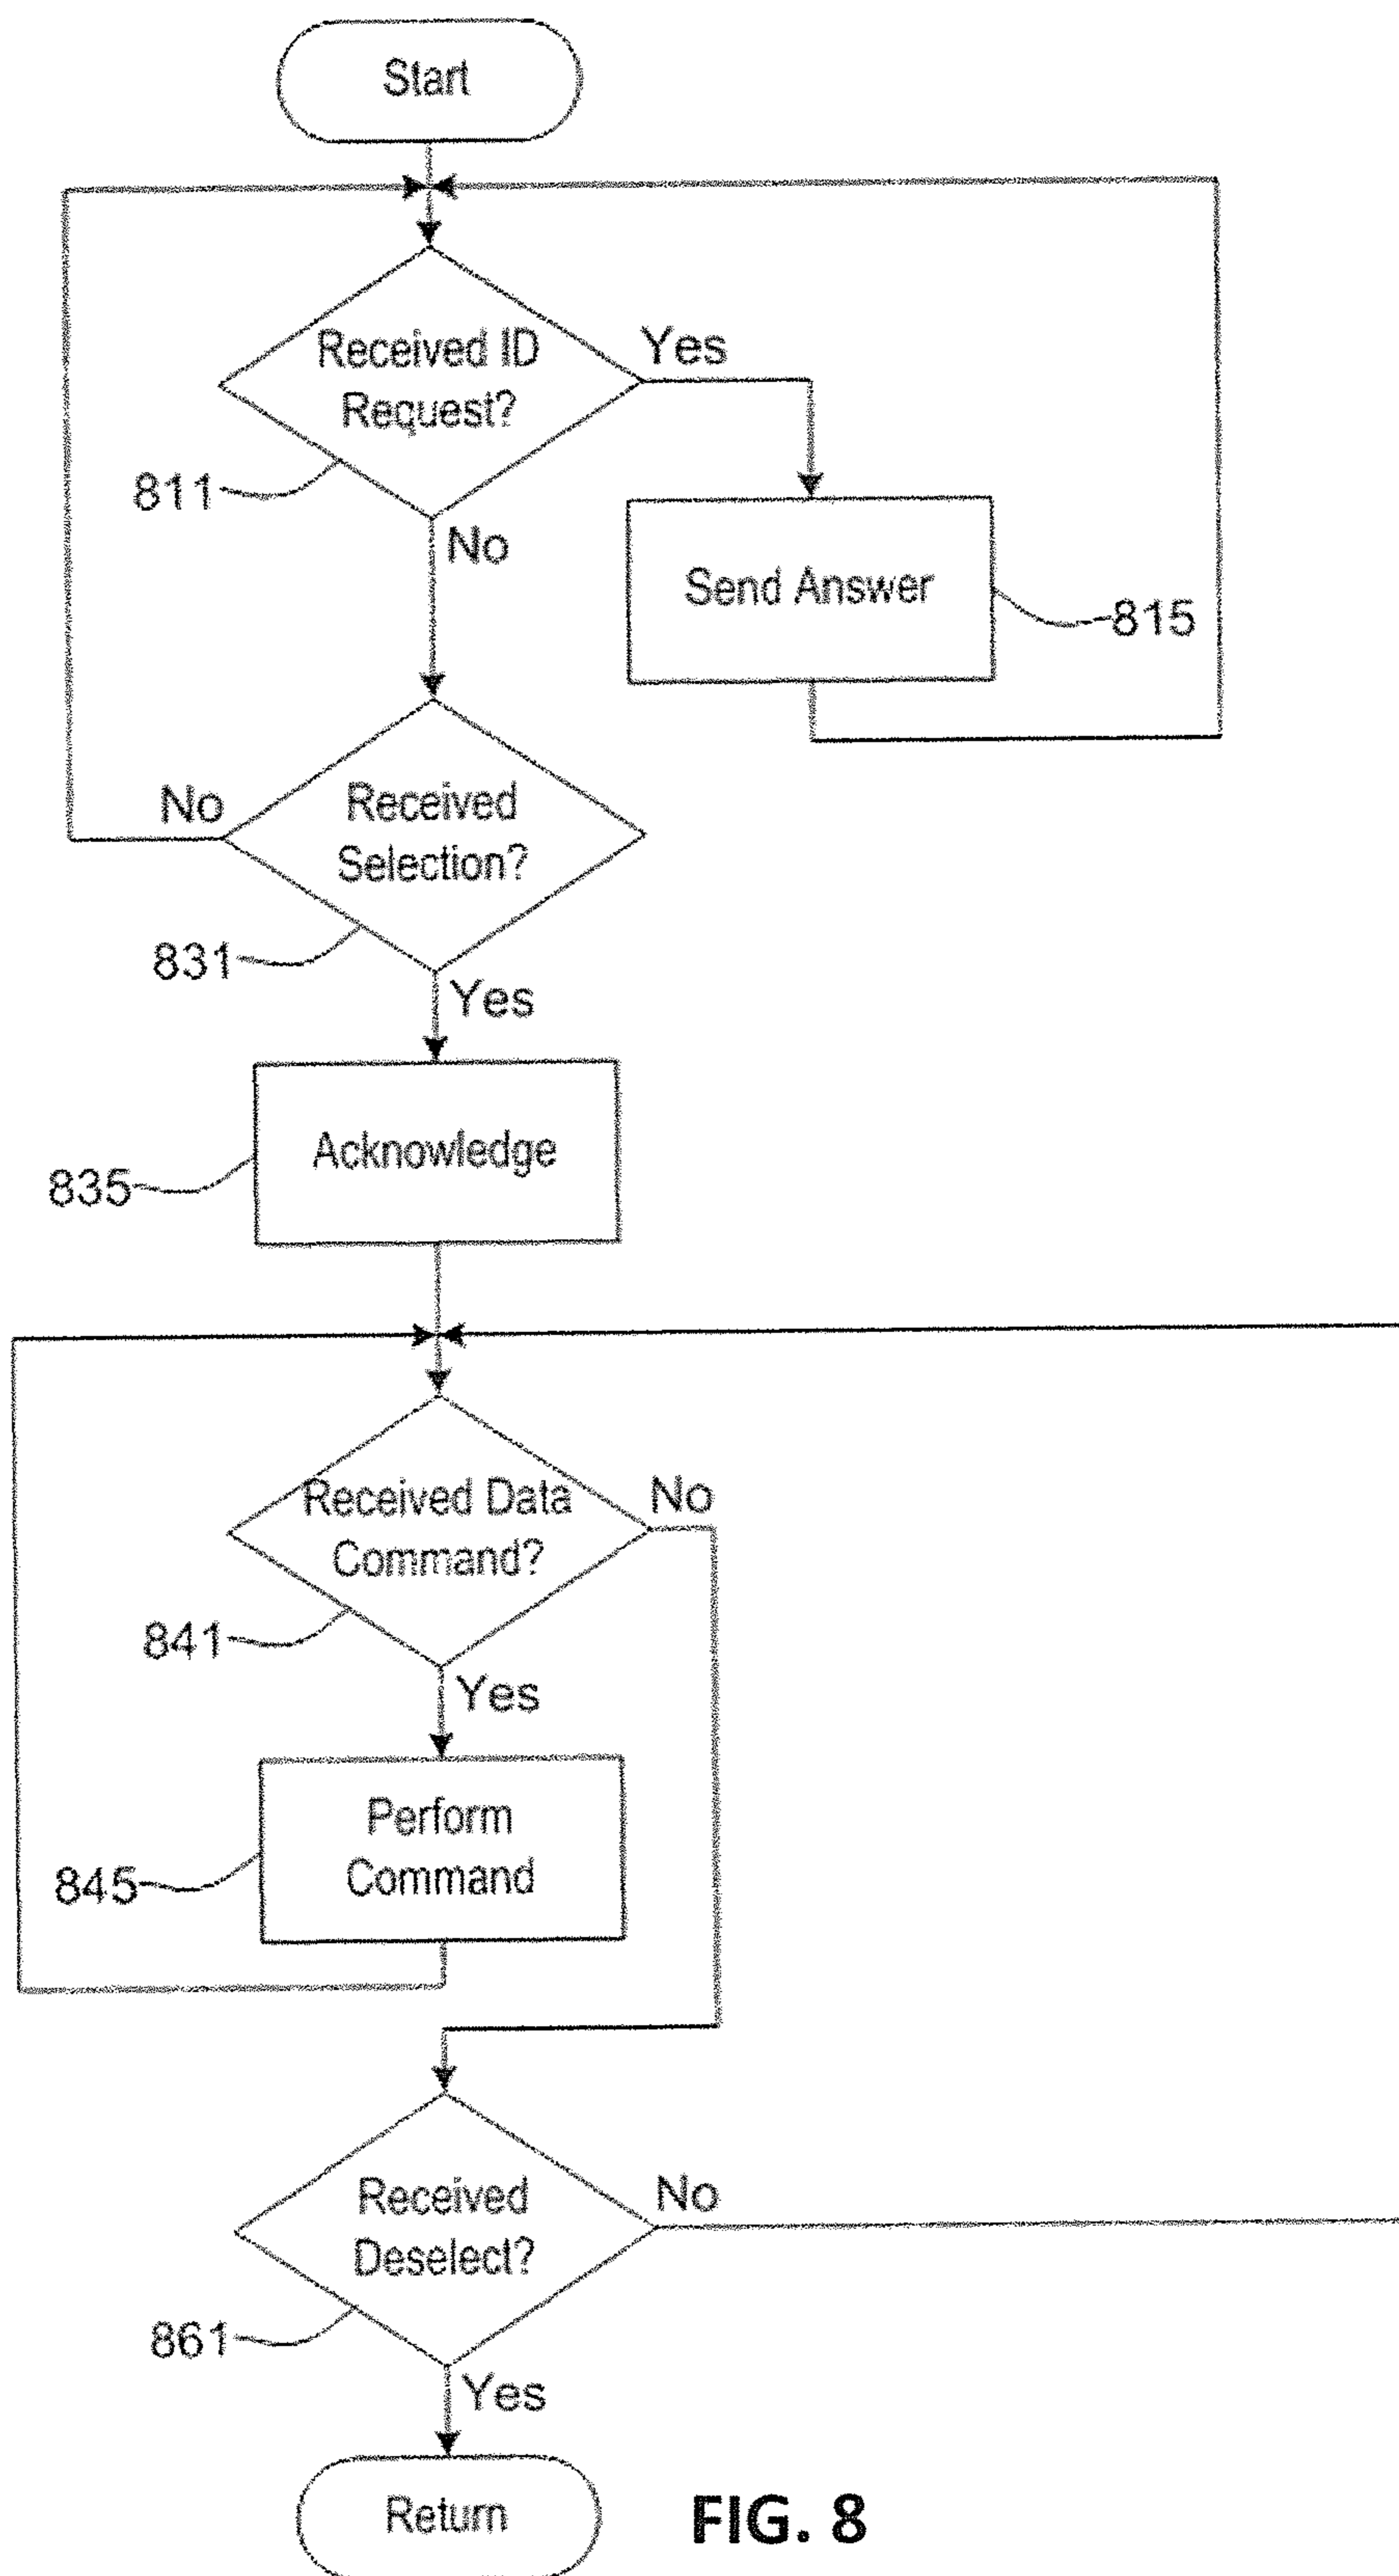 Start
Received ID
Request?
Yes
811
No
Send Answer
815
No
Received
Selection?
831
Yes
Acknowledge
835
Received Data
Command?
No
841
Yes
Perform
Command
845
Received
Deselect?
No
861
Yes
Return
FIG. 8